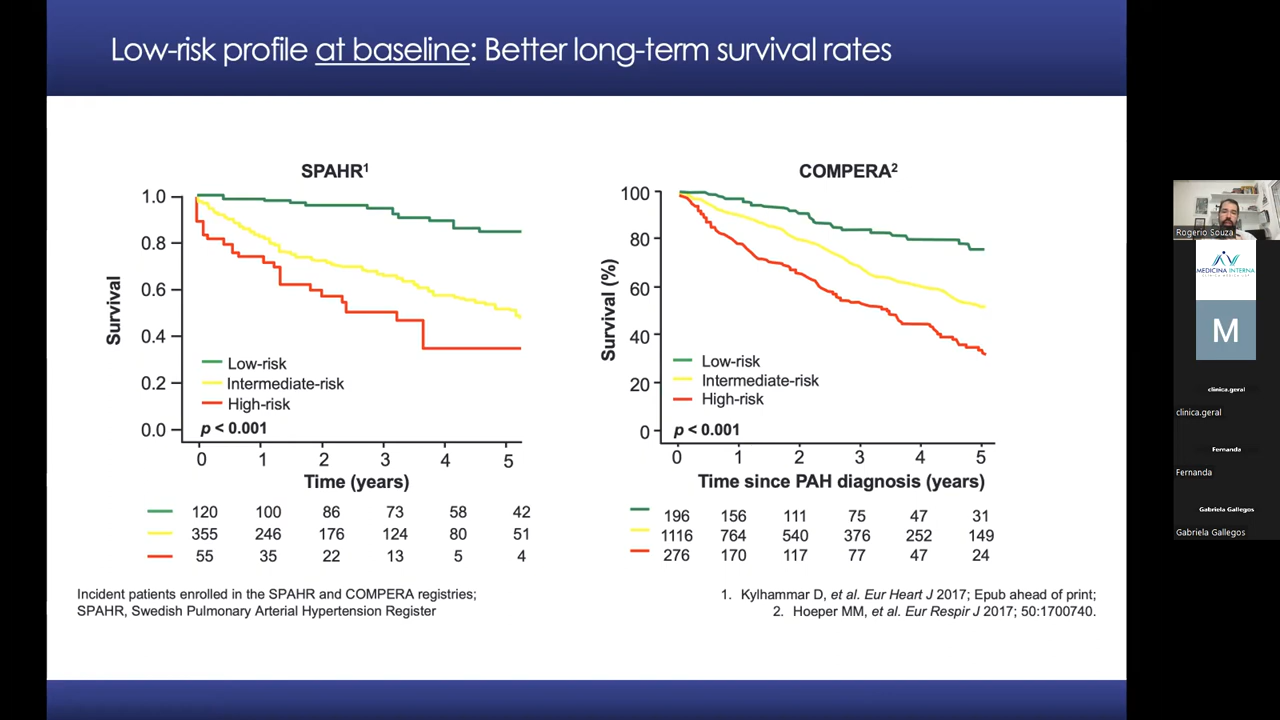 Low-risk profile at baseline: Better long-term survival rates
SPAHR1
1.0
0.8
0.6
0.4
0.2
0.0
Survival
Low-risk
Intermediate-risk
High-risk
p < 0.001
0 1 2 3 4 5
Time (years)
120 100 86 73 58 42
355 246 176 124 80 51
55 35 22 13 5 4
COMPERA2
100
80
60
40
20
0
Survival (%)
Low-risk
Intermediate-risk
High-risk
p < 0.001
0 1 2 3 4 5
Time since PAH diagnosis (years)
196 156 111 75 47 31
1116 764 540 376 252 149
276 170 117 77 47 24
Incident patients enrolled in the SPAHR and COMPERA registries;
SPAHR, Swedish Pulmonary Arterial Hypertension Register
1. Kylhammar D, et al. Eur Heart J 2017; Epub ahead of print;
2. Hoeper MM, et al. Eur Respir J 2017; 50:1700740.
Rogerio Souza
MEDICINA INTERNA
M
clinica.geral
clinica.geral
Fernanda
Fernanda
Gabriela Gallegos
Gabriela Gallegos